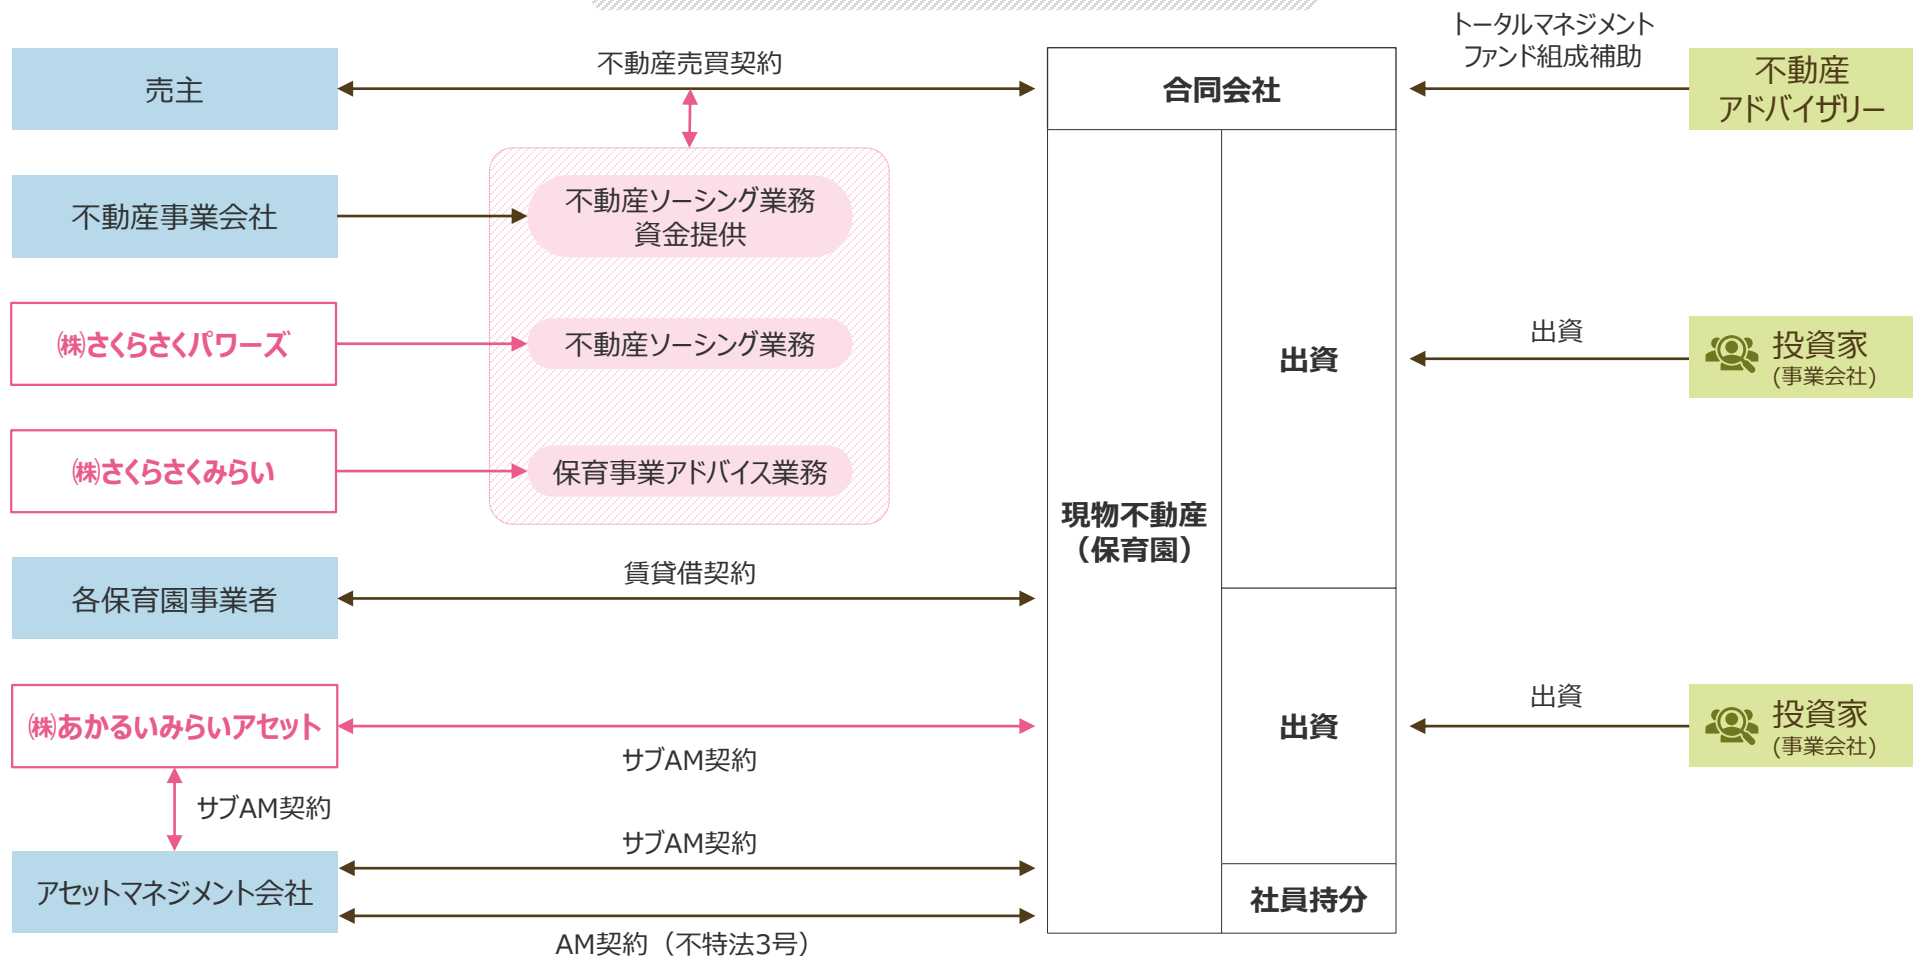 トータルマネジメント
ファンド組成補助
売主
不動産売買契約
合同会社
不動産
アドバイザリー
不動産事業会社
不動産ソーシング業務
資金提供
㈱さくらさくパワーズ
不動産ソーシング業務
出資
出資
投資家
(事業会社)
㈱さくらさくみらい
保育事業アドバイス業務
現物不動産
（保育園）
各保育園事業者
賃貸借契約
㈱あかるいみらいアセット
サブAM契約
出資
出資
投資家
(事業会社)
サブAM契約
サブAM契約
アセットマネジメント会社
社員持分
AM契約（不特法3号）